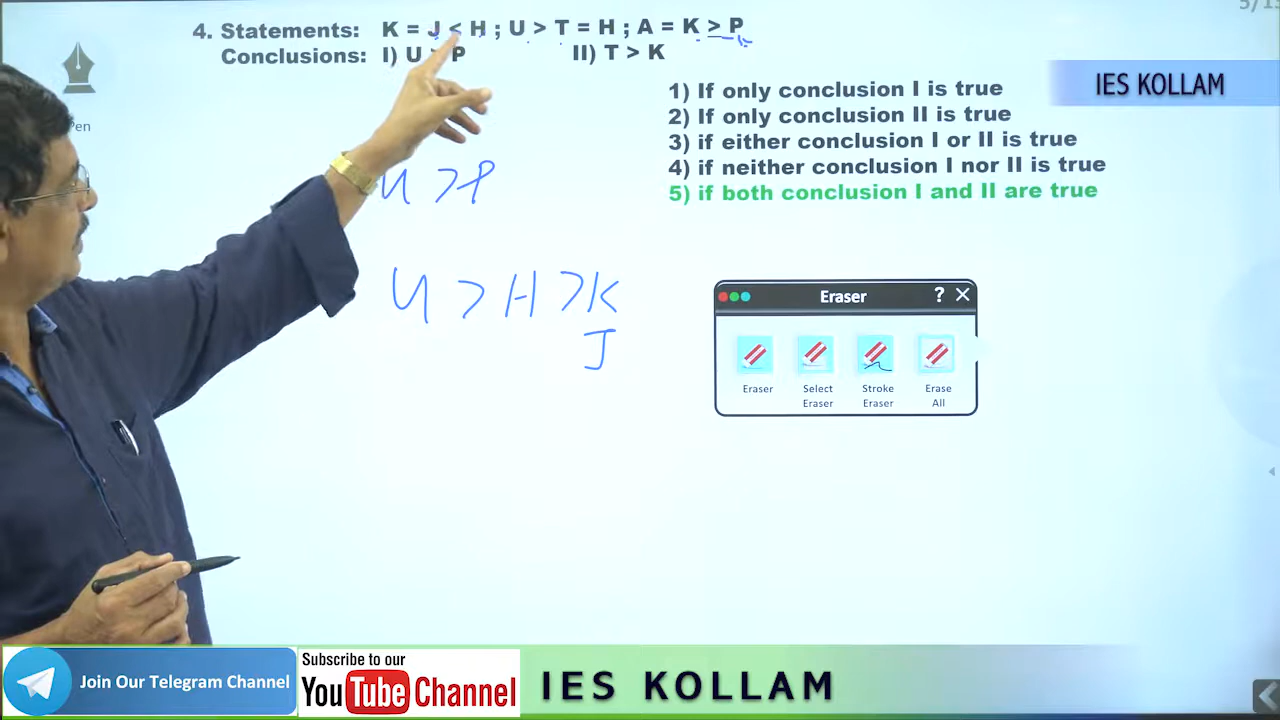 5/15
4. Statements: K = J < H ; U > T = H ; A = K > P
Conclusions: I) U > P II) T > K
1) If only conclusion I is true
2) If only conclusion II is true
3) if either conclusion I or II is true
4) if neither conclusion I nor II is true
5) if both conclusion I and II are true
IES KOLLAM
Pen
U > P
U > H > K
J
Eraser ? X
Eraser
Select Eraser
Stroke Eraser
Erase All
Join Our Telegram Channel
Subscribe to our
YouTube Channel
IES KOLLAM